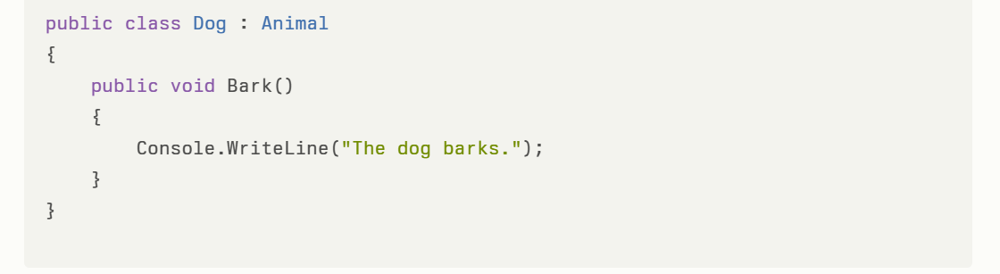 public class Dog : Animal
{
    public void Bark()
    {
        Console.WriteLine("The dog barks.");
    }
}